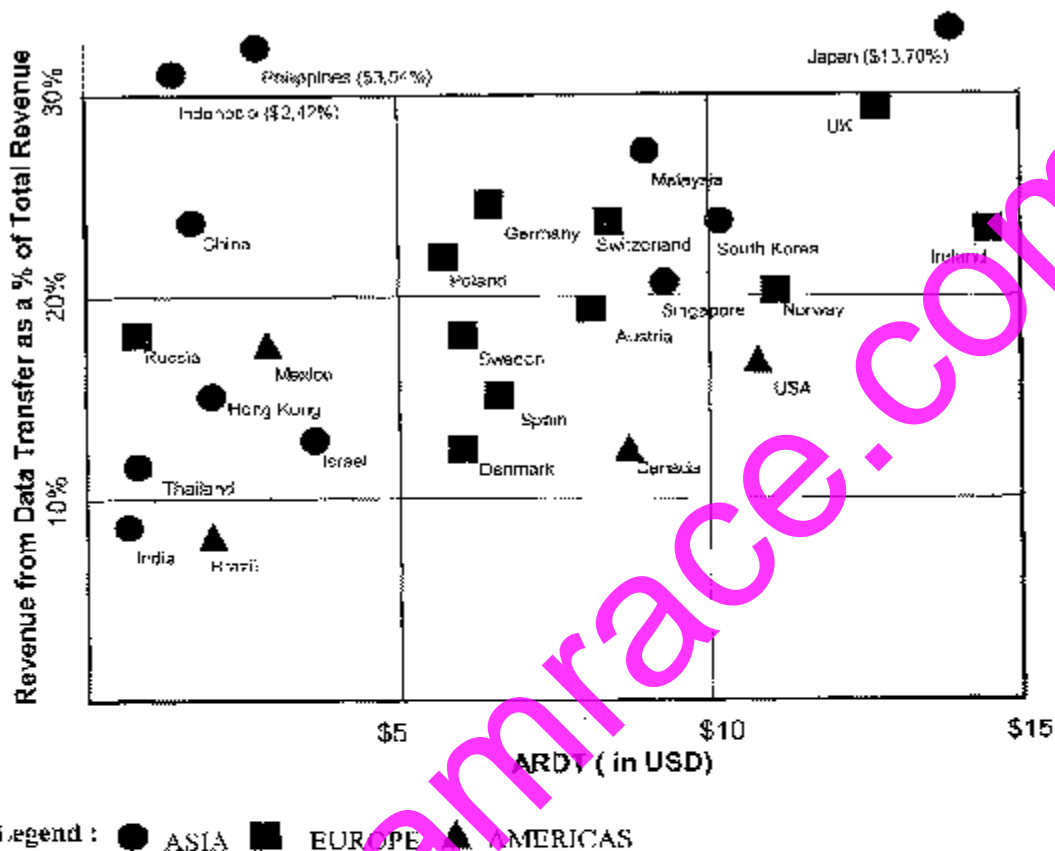 Revenue from Data Transfer as a % of Total Revenue
30%
20%
10%
Japan ($13.70%)
Philippines ($3,54%)
Indonesia ($2,42%)
UK
Malaysia
Germany
Switzerland
South Korea
Ireland
China
Poland
Singapore
Norway
Austria
Russia
Sweden
Mexico
USA
Hong Kong
Spain
Israel
Denmark
Canada
Thailand
India
Brazil
$5
$10
$15
ARDT ( in USD)
Legend :
ASIA
EUROPE
AMERICAS
amrace.com